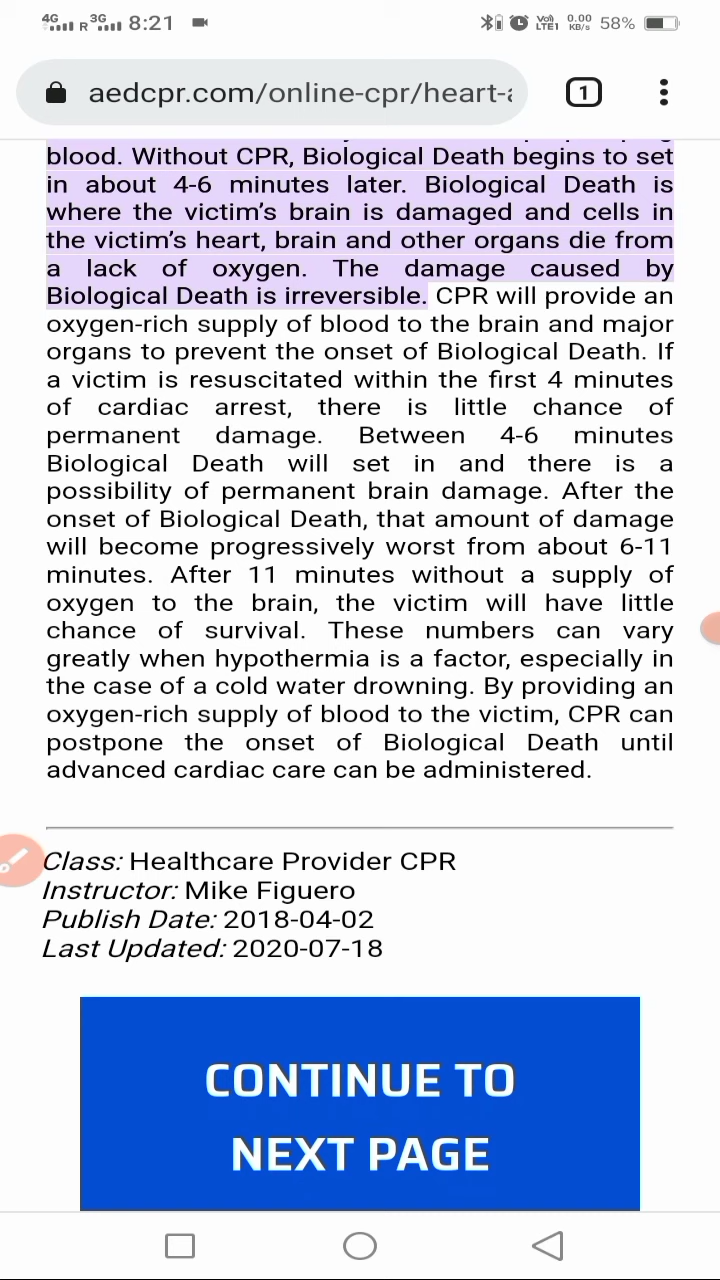 4G R 3G 8:21 Vo) LTE1 0.00 KB/s 58%
aedcpr.com/online-cpr/heart-a 1
blood. Without CPR, Biological Death begins to set
in about 4-6 minutes later. Biological Death is
where the victim’s brain is damaged and cells in
the victim’s heart, brain and other organs die from
a lack of oxygen. The damage caused by
Biological Death is irreversible. CPR will provide an
oxygen-rich supply of blood to the brain and major
organs to prevent the onset of Biological Death. If
a victim is resuscitated within the first 4 minutes
of cardiac arrest, there is little chance of
permanent damage. Between 4-6 minutes
Biological Death will set in and there is a
possibility of permanent brain damage. After the
onset of Biological Death, that amount of damage
will become progressively worst from about 6-11
minutes. After 11 minutes without a supply of
oxygen to the brain, the victim will have little
chance of survival. These numbers can vary
greatly when hypothermia is a factor, especially in
the case of a cold water drowning. By providing an
oxygen-rich supply of blood to the victim, CPR can
postpone the onset of Biological Death until
advanced cardiac care can be administered.
Class: Healthcare Provider CPR
Instructor: Mike Figuero
Publish Date: 2018-04-02
Last Updated: 2020-07-18
CONTINUE TO
NEXT PAGE